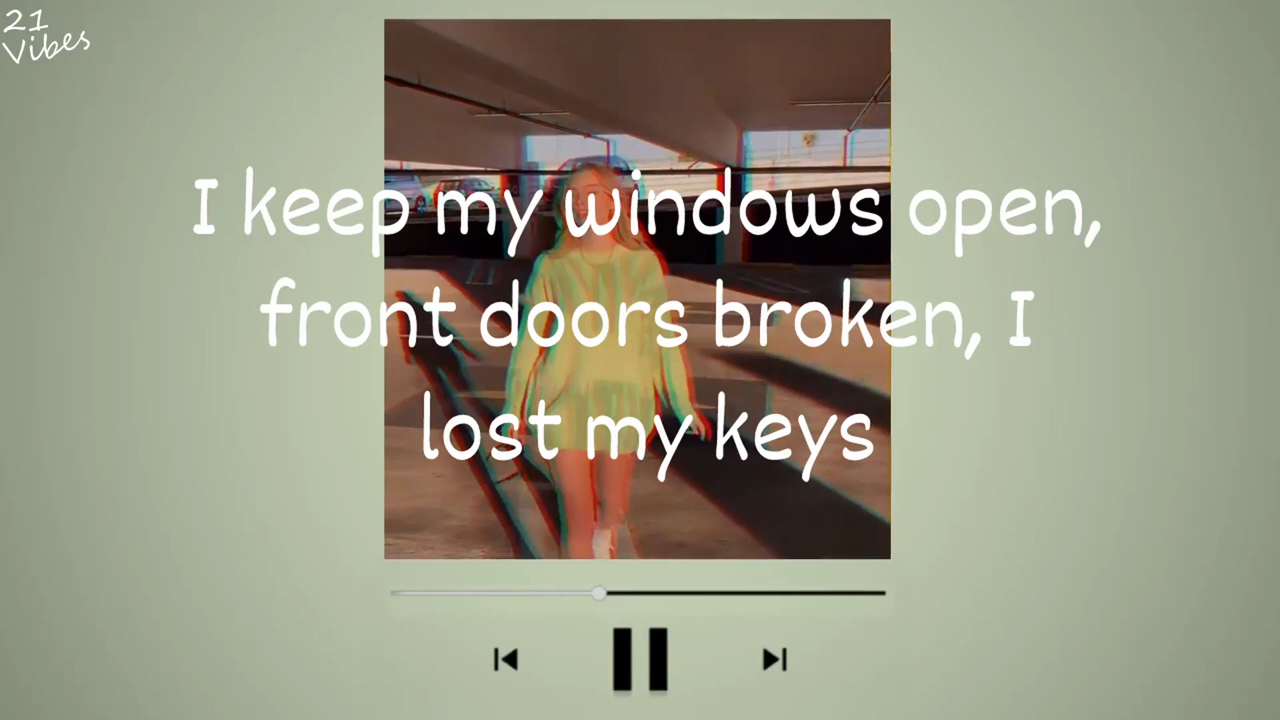 21
Vibes
I keep my windows open,
front doors broken, I
lost my keys